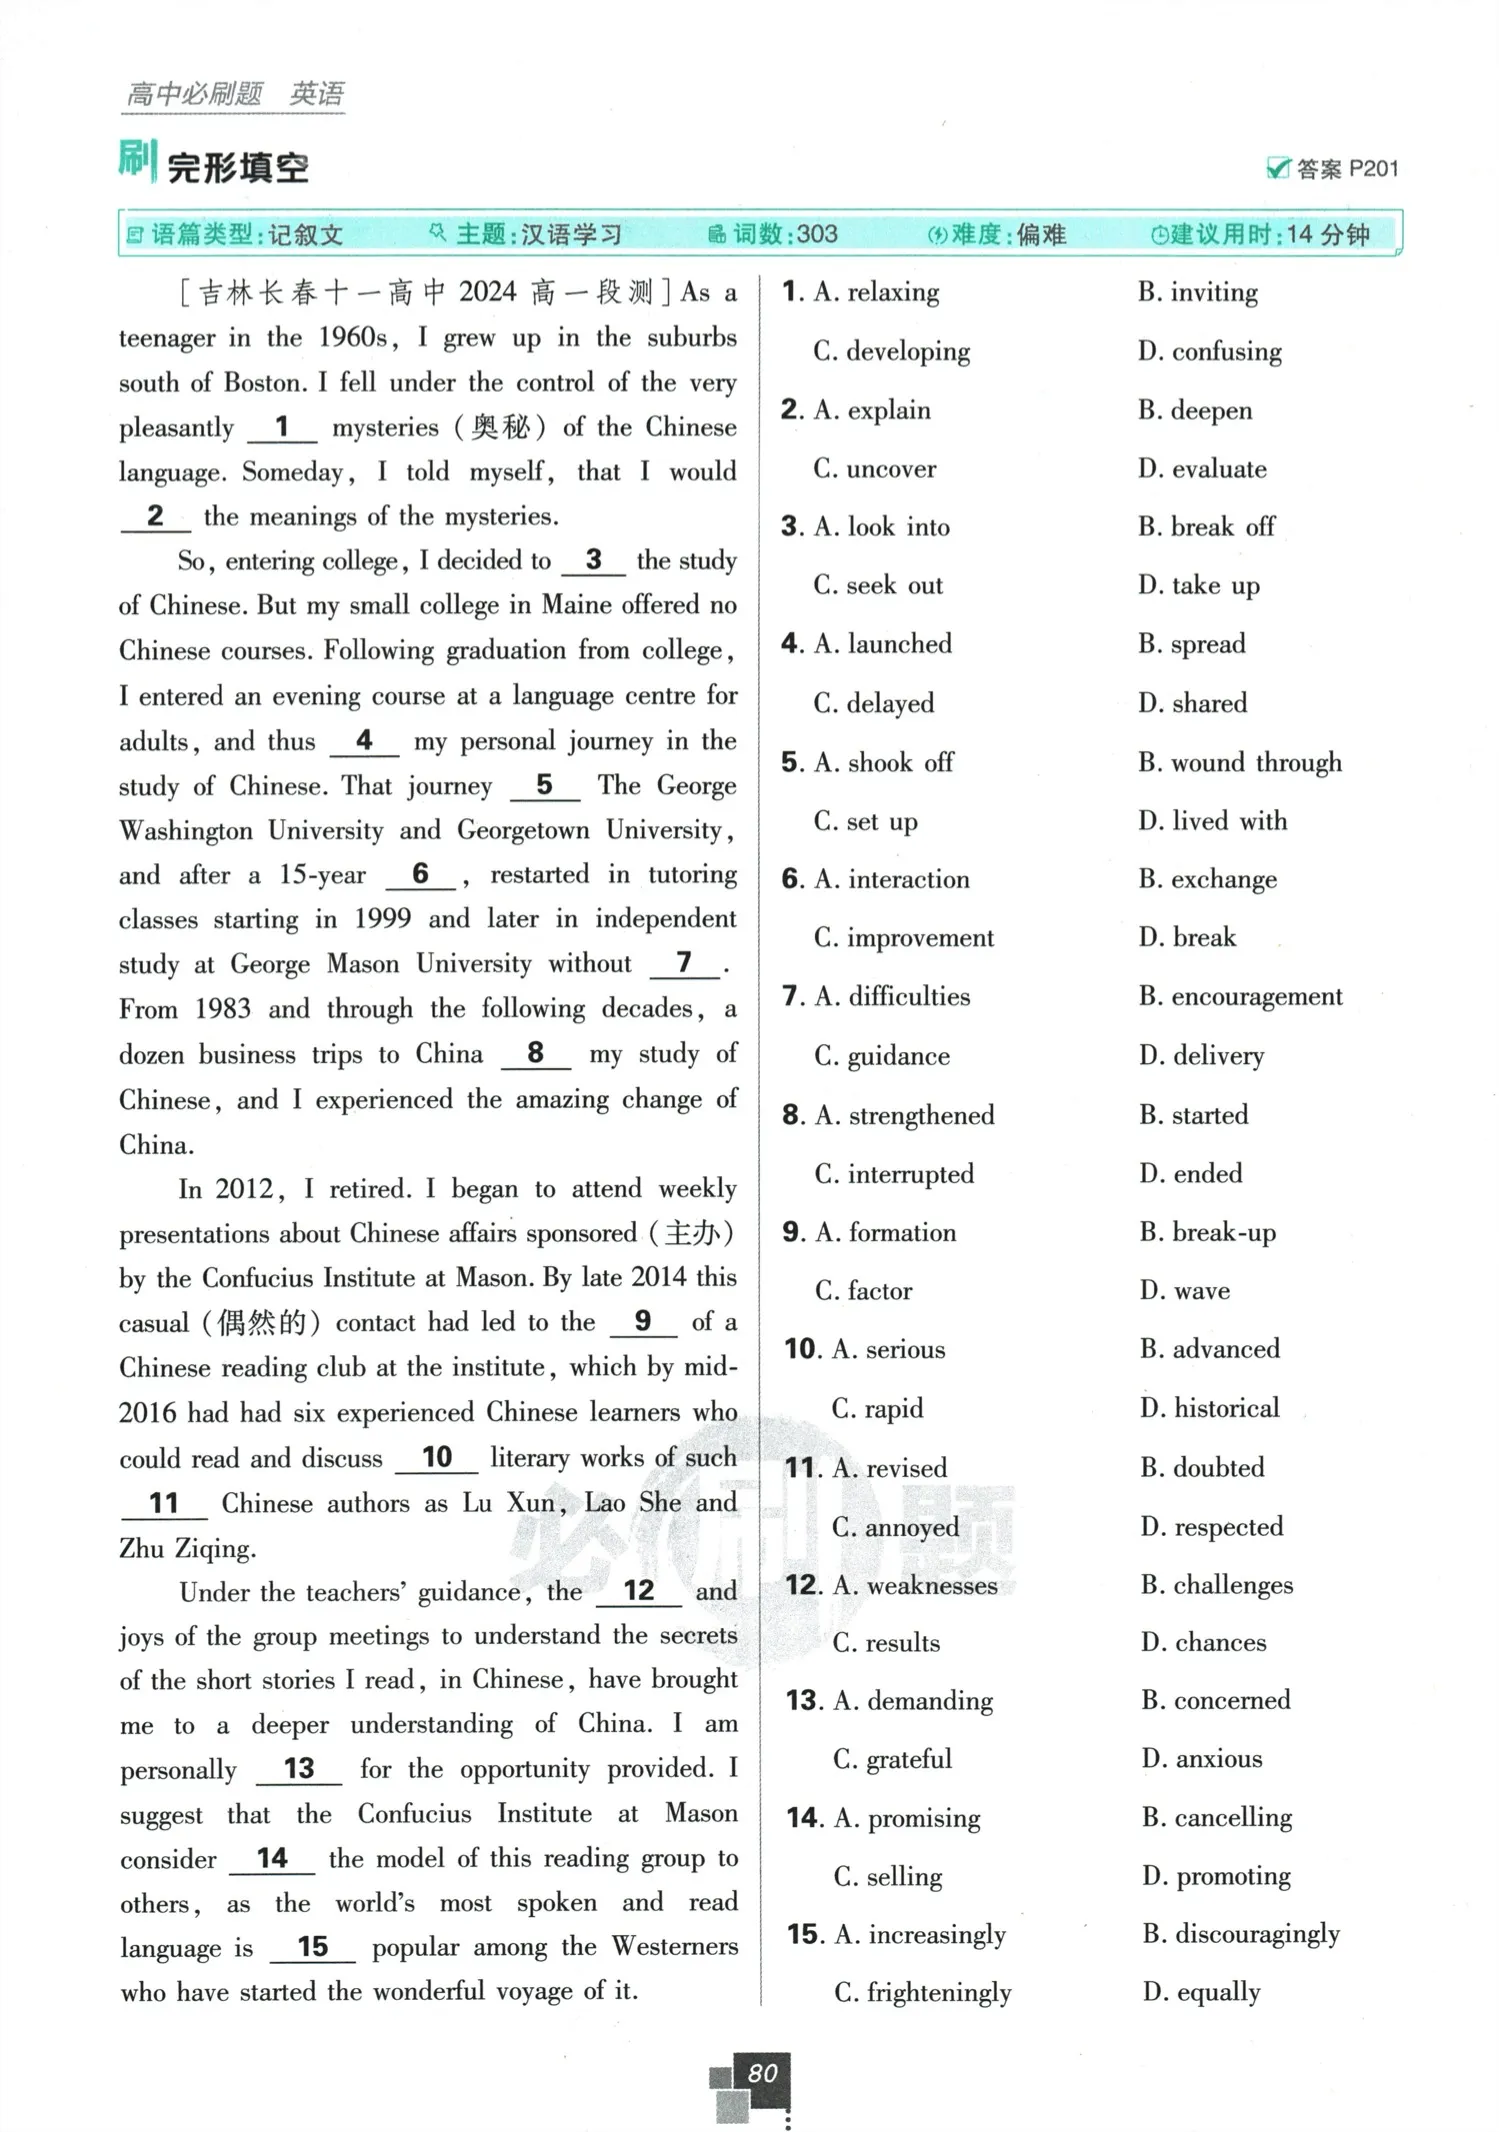 高中必刷题 英语
刷 完形填空
答案 P201
语篇类型:记叙文 主题:汉语学习 词数:303 难度:偏难 建议用时:14 分钟
[吉林长春十一高中 2024 高一段测] As a
teenager in the 1960s, I grew up in the suburbs
south of Boston. I fell under the control of the very
pleasantly 1 mysteries (奥秘) of the Chinese
language. Someday, I told myself, that I would
2 the meanings of the mysteries.
So, entering college, I decided to 3 the study
of Chinese. But my small college in Maine offered no
Chinese courses. Following graduation from college,
I entered an evening course at a language centre for
adults, and thus 4 my personal journey in the
study of Chinese. That journey 5 The George
Washington University and Georgetown University,
and after a 15-year 6 , restarted in tutoring
classes starting in 1999 and later in independent
study at George Mason University without 7 .
From 1983 and through the following decades, a
dozen business trips to China 8 my study of
Chinese, and I experienced the amazing change of
China.
In 2012, I retired. I began to attend weekly
presentations about Chinese affairs sponsored (主办)
by the Confucius Institute at Mason. By late 2014 this
casual (偶然的) contact had led to the 9 of a
Chinese reading club at the institute, which by mid-
2016 had had six experienced Chinese learners who
could read and discuss 10 literary works of such
11 Chinese authors as Lu Xun, Lao She and
Zhu Ziqing.
Under the teachers' guidance, the 12 and
joys of the group meetings to understand the secrets
of the short stories I read, in Chinese, have brought
me to a deeper understanding of China. I am
personally 13 for the opportunity provided. I
suggest that the Confucius Institute at Mason
consider 14 the model of this reading group to
others, as the world's most spoken and read
language is 15 popular among the Westerners
who have started the wonderful voyage of it.
1. A. relaxing B. inviting
C. developing D. confusing
2. A. explain B. deepen
C. uncover D. evaluate
3. A. look into B. break off
C. seek out D. take up
4. A. launched B. spread
C. delayed D. shared
5. A. shook off B. wound through
C. set up D. lived with
6. A. interaction B. exchange
C. improvement D. break
7. A. difficulties B. encouragement
C. guidance D. delivery
8. A. strengthened B. started
C. interrupted D. ended
9. A. formation B. break-up
C. factor D. wave
10. A. serious B. advanced
C. rapid D. historical
11. A. revised B. doubted
C. annoyed D. respected
12. A. weaknesses B. challenges
C. results D. chances
13. A. demanding B. concerned
C. grateful D. anxious
14. A. promising B. cancelling
C. selling D. promoting
15. A. increasingly B. discouragingly
C. frighteningly D. equally
必刷题
80